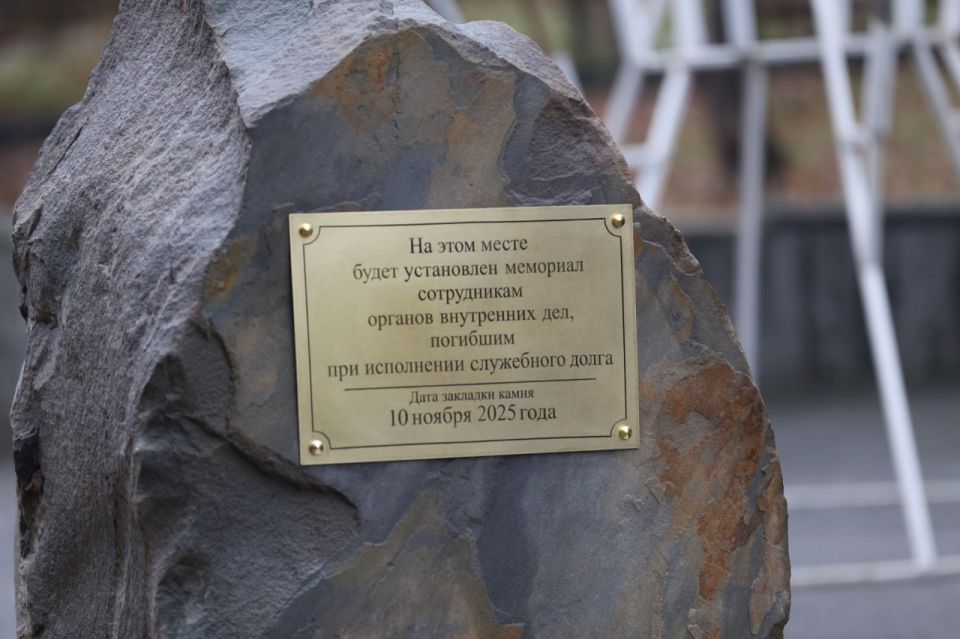 На этом месте
будет установлен мемориал
сотрудникам
органов внутренних дел,
погибшим
при исполнении служебного долга
Дата закладки камня
10 ноября 2025 года